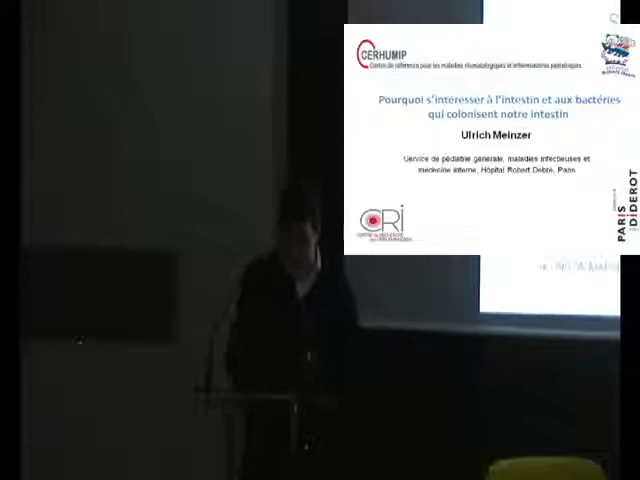 CERHUMIP
Centre de référence pour les maladies rhumatologiques et inflammatoires pédiatriques
Pourquoi s'intéresser à l'intestin et aux bactéries
qui colonisent notre intestin
Ulrich Meinzer
Service de pédiatrie générale, maladies infectieuses et
médecine interne, Hôpital Robert Debré, Paris
CRI
PARIS
DIDEROT